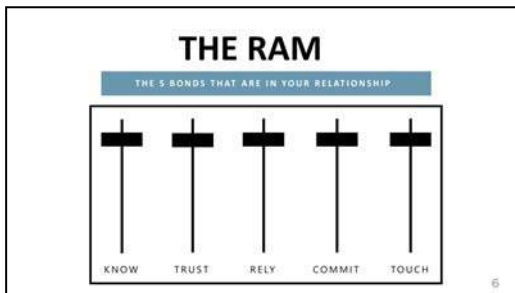 THE RAM
THE 5 BONDS THAT ARE IN YOUR RELATIONSHIP
KNOW TRUST RELY COMMIT TOUCH
6